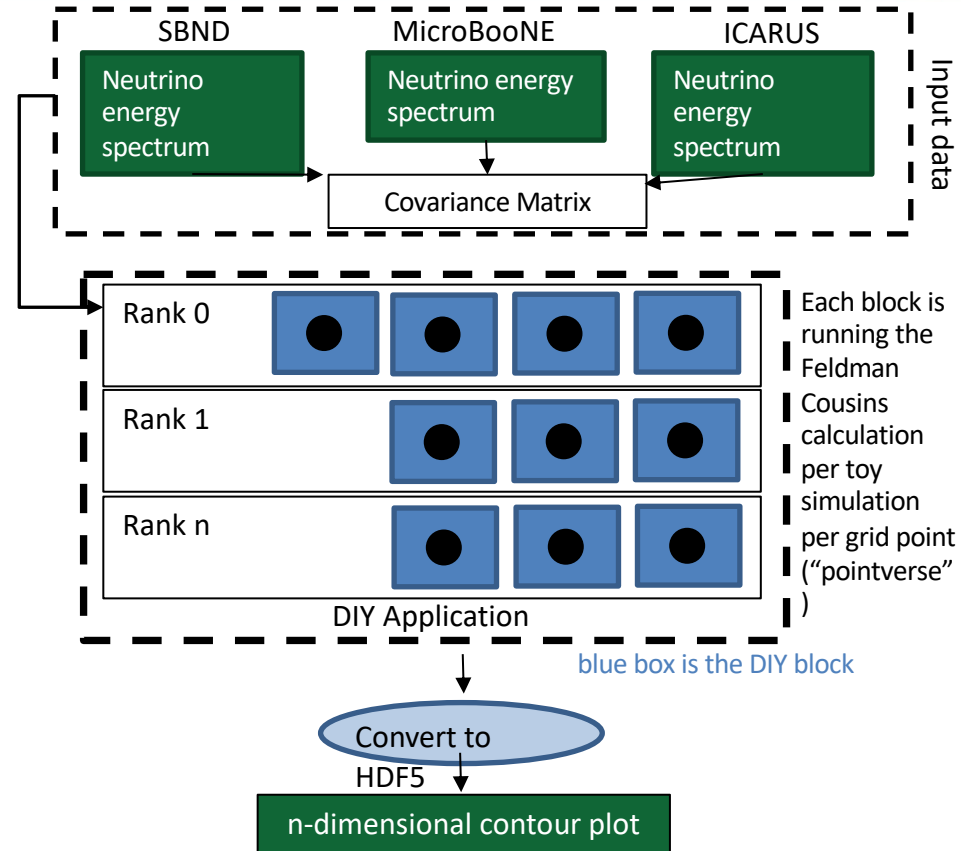 SBND
MicroBooNE
ICARUS
Neutrino
energy
spectrum
Neutrino energy
spectrum
Neutrino
energy
spectrum
Input data
Covariance Matrix
Rank 0
Rank 1
Rank n
DIY Application
Each block is
running the
Feldman
Cousins
calculation
per toy
simulation
per grid point
(“pointverse”
)
blue box is the DIY block
Convert to
HDF5
n-dimensional contour plot